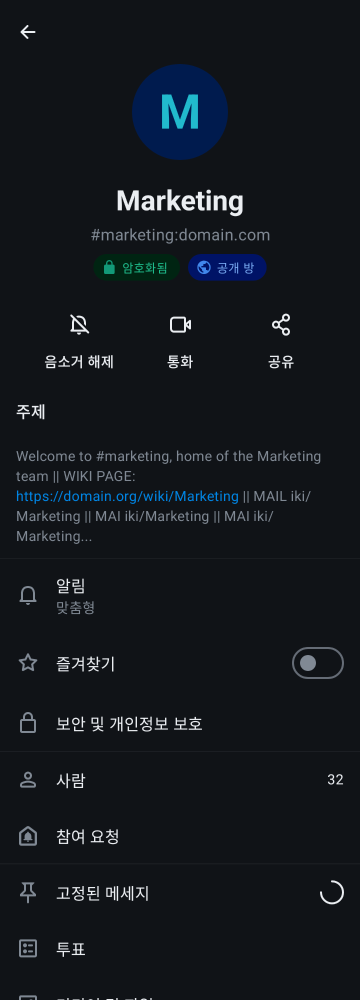 M
Marketing
#marketing:domain.com
암호화됨
공개 방
음소거 해제
통화
공유
주제
Welcome to #marketing, home of the Marketing
team || WIKI PAGE:
https://domain.org/wiki/Marketing || MAIL iki/
Marketing || MAI iki/Marketing || MAI iki/
Marketing...
알림
맞춤형
즐겨찾기
보안 및 개인정보 보호
사람
32
참여 요청
고정된 메세지
투표